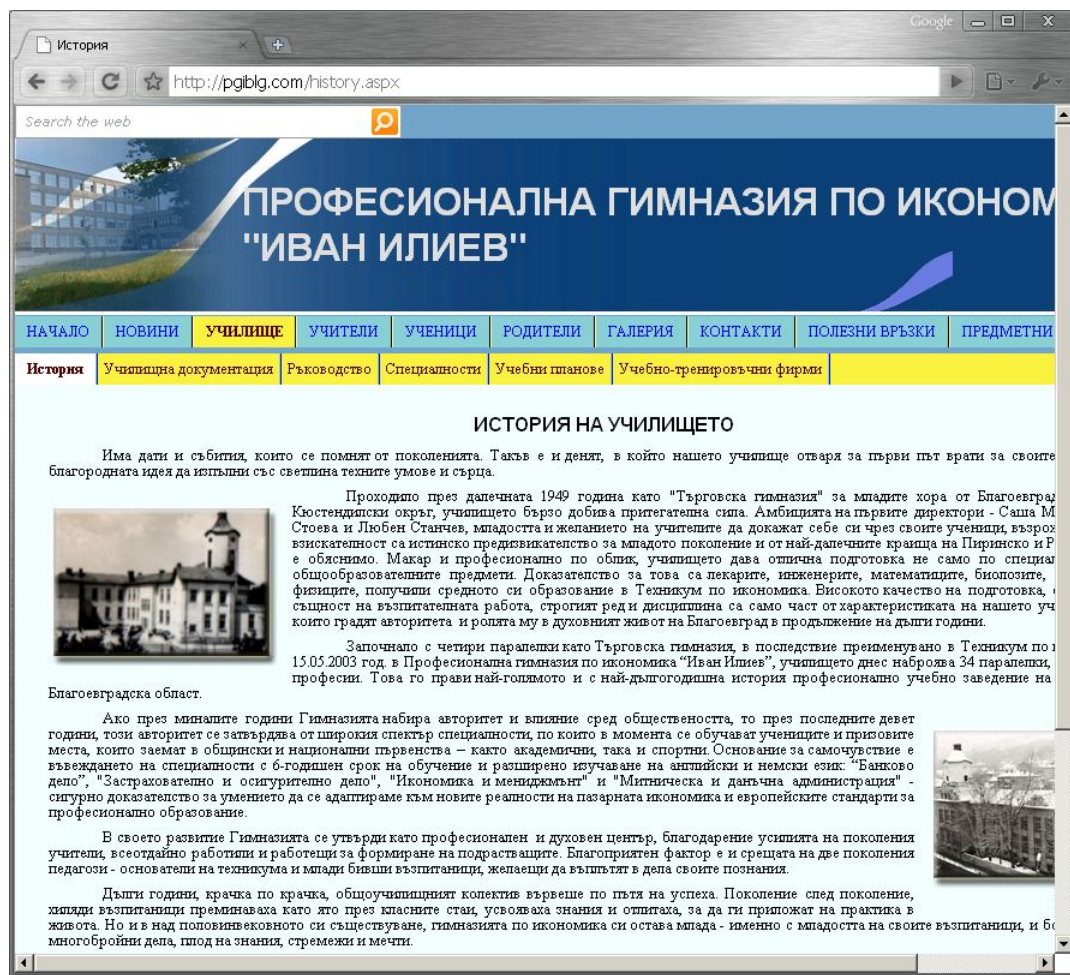 Google
История
http://pgiblg.com/history.aspx
Search the web
ПРОФЕСИОНАЛНА ГИМНАЗИЯ ПО ИКОНОМ
"ИВАН ИЛИЕВ"
НАЧАЛО НОВИНИ УЧИЛИЩЕ УЧИТЕЛИ УЧЕНИЦИ РОДИТЕЛИ ГАЛЕРИЯ КОНТАКТИ ПОЛЕЗНИ ВРЪЗКИ ПРЕДМЕТНИ
История Училищна документация Ръководство Специалности Учебни планове Учебно-тренировъчни фирми
ИСТОРИЯ НА УЧИЛИЩЕТО
Има дати и събития, които се помнят от поколенията. Такъв е и денят, в който нашето училище отваря за първи път врати за своите
благородната идея да изпълни със светлина техните умове и сърца.
Проходило през далечната 1949 година като "Търговска гимназия" за младите хора от Благоевград
Кюстендилски окръг, училището бързо добива притегателна сила. Амбицията на първите директори - Саша М
Стоева и Любен Станчев, младостта и желанието на учителите да докажат себе си чрез своите ученици, възрож
взискателност са истинско предизвикателство за младото поколение и от най-далечните краища на Пиринско и Р
е обяснимо. Макар и професионално по облик, училището дава отлична подготовка не само по специал
общообразователните предмети. Доказателство за това са лекарите, инженерите, математиците, биолозите,
физиците, получили средното си образование в Техникум по икономика. Високото качество на подготовка,
същност на възпитателната работа, строгият ред и дисциплина са само част от характеристиката на нашето уч
които градят авторитета и ролята му в духовният живот на Благоевград в продължение на дълги години.
Започнало с четири паралелки като Търговска гимназия, в последствие преименувано в Техникум по
15.05.2003 год. в Професионална гимназия по икономика “Иван Илиев”, училището днес наброява 34 паралелки,
професии. Това го прави най-голямото и с най-дългогодишна история професионално учебно заведение на
Благоевградска област.
Ако през миналите години Гимназията набира авторитет и влияние сред обществеността, то през последните девет
години, този авторитет се затвърдява от широкия спектър специалности, по които в момента се обучават учениците и призовите
места, които заемат в общински и национални първенства – както академични, така и спортни. Основание за самочувствие е
въвеждането на специалности с 6-годишен срок на обучение и разширено изучаване на английски и немски език: “Банково
дело”, "Застрахователно и осигурително дело", "Икономика и мениджмънт" и "Митническа и данъчна администрация" -
сигурно доказателство за умението да се адаптираме към новите реалности на пазарната икономика и европейските стандарти за
професионално образование.
В своето развитие Гимназията се утвърди като професионален и духовен център, благодарение усилията на поколения
учители, всеотдайно работили и работещи за формиране на подрастващите. Благоприятен фактор е и срещата на две поколения
педагози - основатели на техникума и млади бивши възпитаници, желаещи да въплътят в дела своите познания.
Дълги години, крачка по крачка, общоучилищният колектив вървеше по пътя на успеха. Поколение след поколение,
хиляди възпитаници преминаваха като ято през класните стаи, усвояваха знания и отлитаха, за да ги приложат на практика в
живота. Но и в над половинвековното си съществуване, гимназията по икономика си остава млада - именно с младостта на своите възпитаници, и бо
многобройни дела, плод на знания, стремежи и мечти.